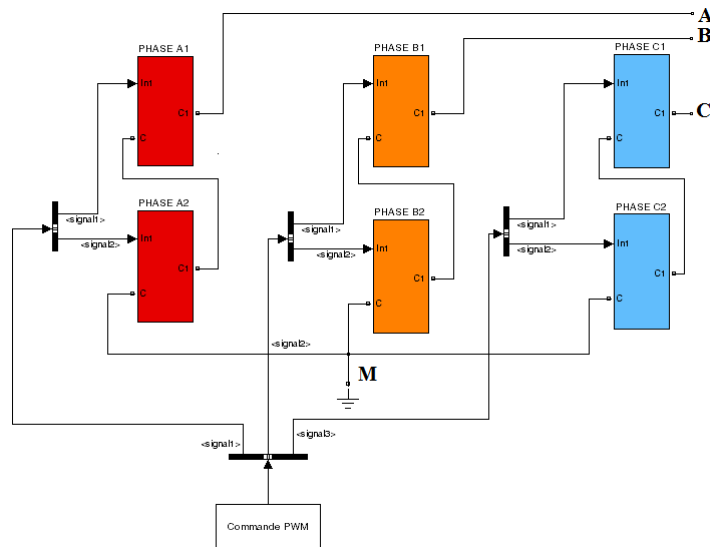 A
B
PHASE A1
PHASE B1
PHASE C1
Int
C1
C
Int
C1
C
Int
C1
C
C
PHASE A2
PHASE B2
PHASE C2
<signal1>
<signal2>
Int
C1
C
<signal1>
<signal2>
Int
C1
C
<signal1>
<signal2>
Int
C1
C
<signal2>
M
<signal1>
<signal3>
Commande PWM